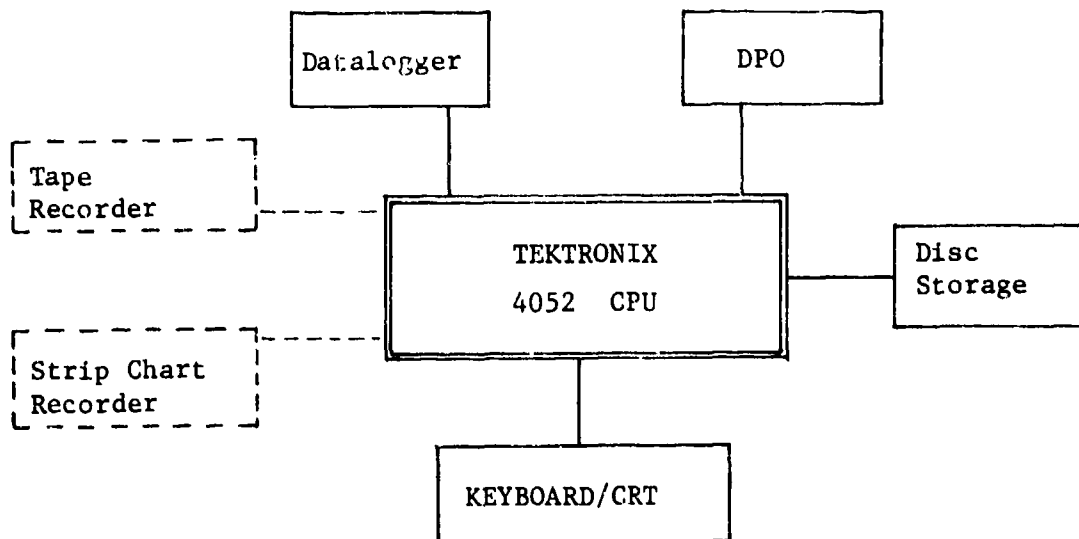 Datalogger
DPO
Tape
Recorder
TEKTRONIX
4052 CPU
Disc
Storage
Strip Chart
Recorder
KEYBOARD/CRT